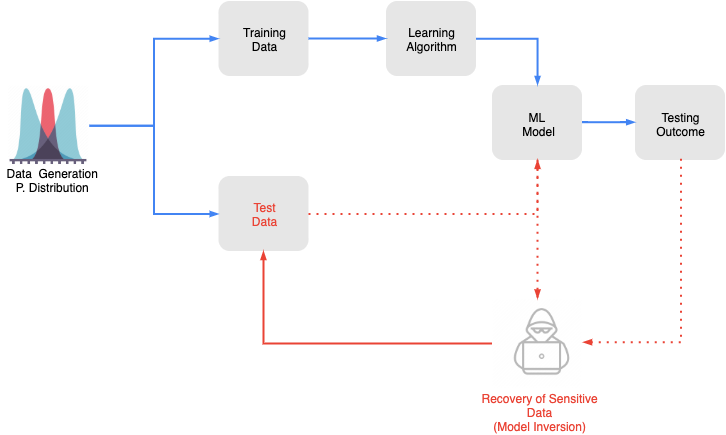 Training
Data
Learning
Algorithm
ML
Model
Testing
Outcome
Data Generation
P. Distribution
Test
Data
Recovery of Sensitive
Data
(Model Inversion)